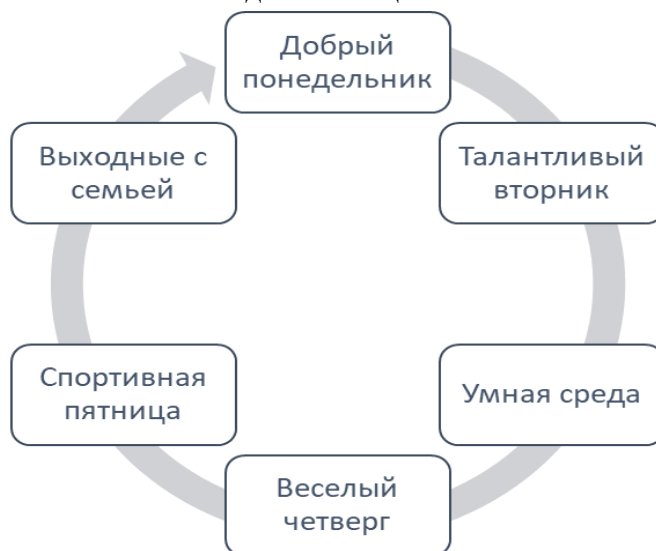 Добрый
понедельник
Талантливый
вторник
Умная среда
Веселый
четверг
Спортивная
пятница
Выходные с
семьей